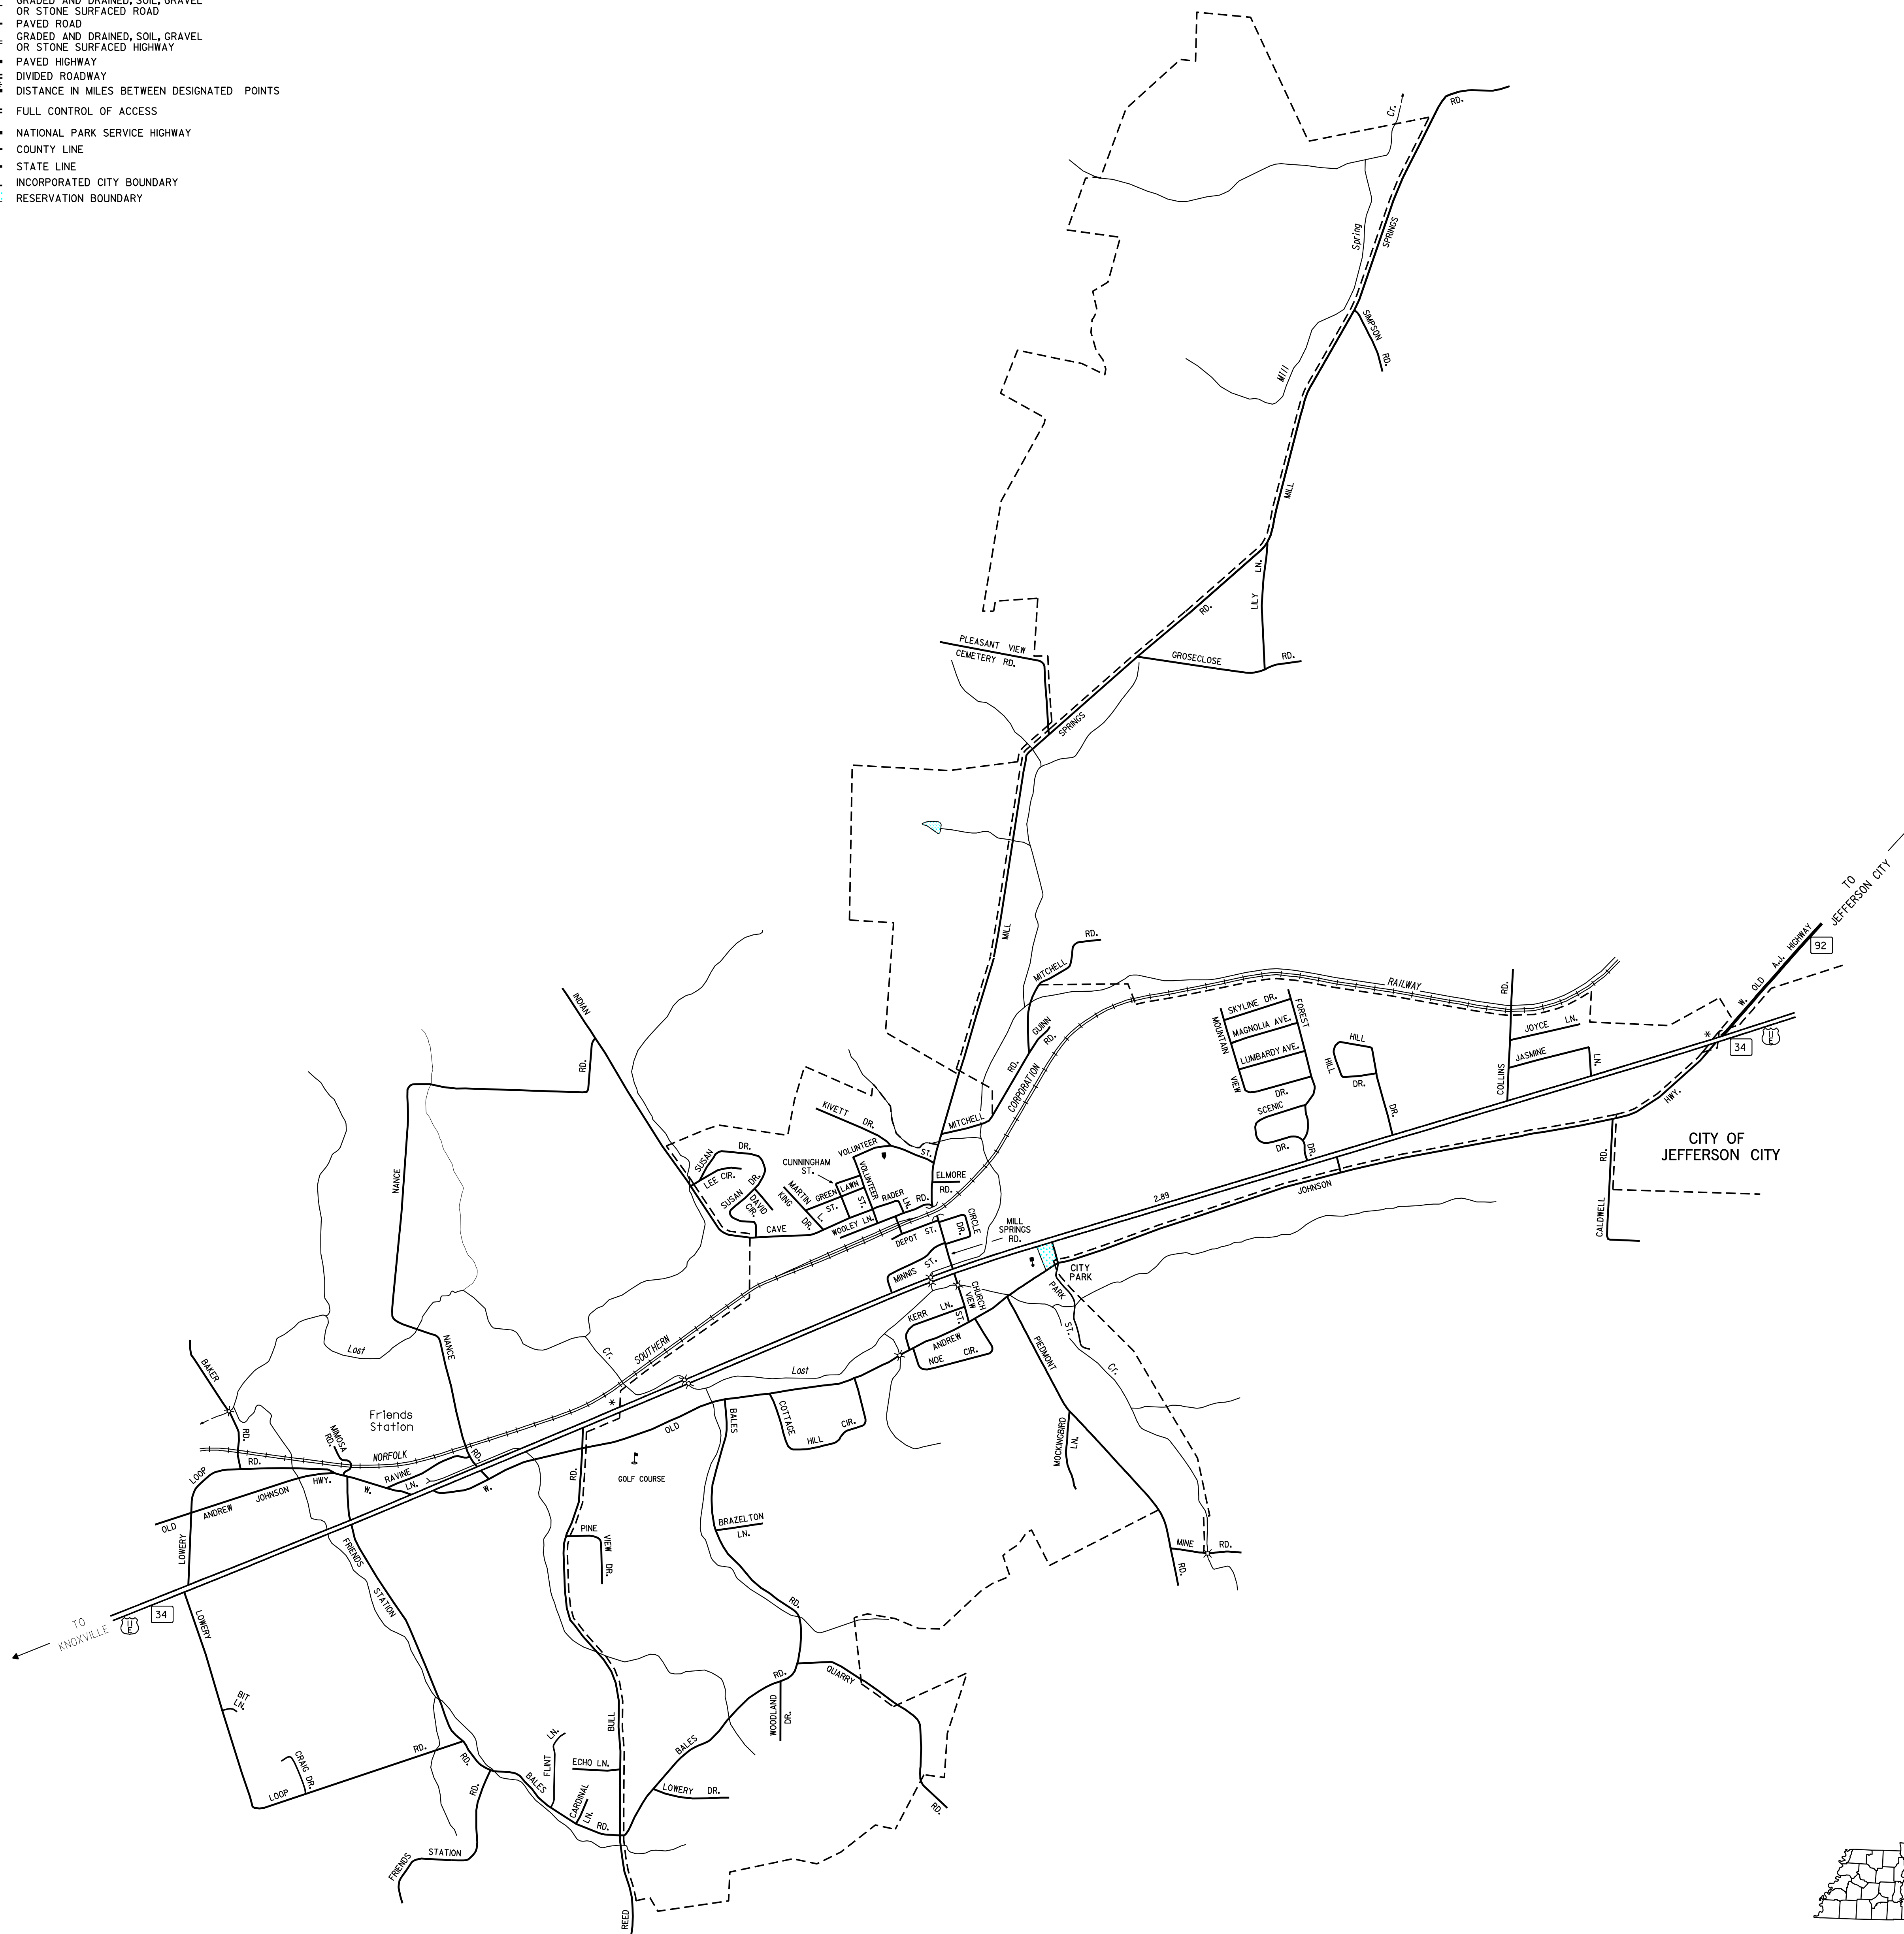 GRADED AND DRAINED, SOIL, GRAVEL
OR STONE SURFACED ROAD
PAVED ROAD
GRADED AND DRAINED, SOIL, GRAVEL
OR STONE SURFACED HIGHWAY
PAVED HIGHWAY
DIVIDED ROADWAY
DISTANCE IN MILES BETWEEN DESIGNATED POINTS
FULL CONTROL OF ACCESS
NATIONAL PARK SERVICE HIGHWAY
COUNTY LINE
STATE LINE
INCORPORATED CITY BOUNDARY
RESERVATION BOUNDARY
RD.
Cr.
SPRINGS
Spring
SIMPSON
RD.
Mill
MILL
LN.
LILY
RD.
PLEASANT VIEW
CEMETERY RD.
GROSECLOSE
RD.
SPRINGS
TO
JEFFERSON CITY
MILL
RD.
MITCHELL
HIGHWAY
A.J.
OLD
W.
92
RAILWAY
RD.
INDIAN
RD.
SKYLINE DR.
FOREST
MAGNOLIA AVE.
MOUNTAIN
LUMBARDY AVE.
VIEW
DR.
SCENIC
DR.
DR.
HILL
HILL
DR.
DR.
JOYCE LN.
JASMINE
LN.
COLLINS
*
34
HWY.
GUNN
RD.
RD.
CORPORATION
MITCHELL
KIVETT
DR.
VOLUNTEER
ST.
CUNNINGHAM
ST.
VOLUNTEER
ST.
ELMORE
RD.
SUSAN
DR.
LEE CIR.
SUSAN
DR.
DAVID
CIR.
MARTIN
L.
KING
DR.
GREEN LAWN
ST.
RADER
LN.
RD.
WOOLEY LN.
CAVE
DEPOT ST.
CIRCLE
DR.
MILL
SPRINGS
RD.
2.89
JOHNSON
CITY OF
JEFFERSON CITY
RD.
CALDWELL
NANCE
MINNIS ST.
CITY
PARK
PARK
ST.
CHURCH
VIEW
ST.
KERR LN.
ANDREW
NOE CIR.
PIEDMONT
Cr.
NANCE
Lost
Cr.
SOUTHERN
Lost
BAKER
RD.
Friends
Station
*
OLD
BALES
COTTAGE
HILL
CIR.
MOCKINGBIRD
LN.
MIMOSA
RD.
NORFOLK
RD.
LOOP
RD.
HWY.
RAVINE
LN.
W.
W.
RD.
GOLF COURSE
OLD
ANDREW
JOHNSON
BRAZELTON
LN.
PINE
VIEW
DR.
LOWERY
FRIENDS
STATION
MINE RD.
RD.
TO
KNOXVILLE
34
LOWERY
RD.
RD.
QUARRY
WOODLAND
DR.
BIT
LN.
BULL
BALES
CRAIG DR.
LOOP
RD.
RD.
RD.
BALES
FLINT
LN.
ECHO LN.
CARDINAL
LN.
RD.
LOWERY DR.
RD.
FRIENDS
STATION
REED